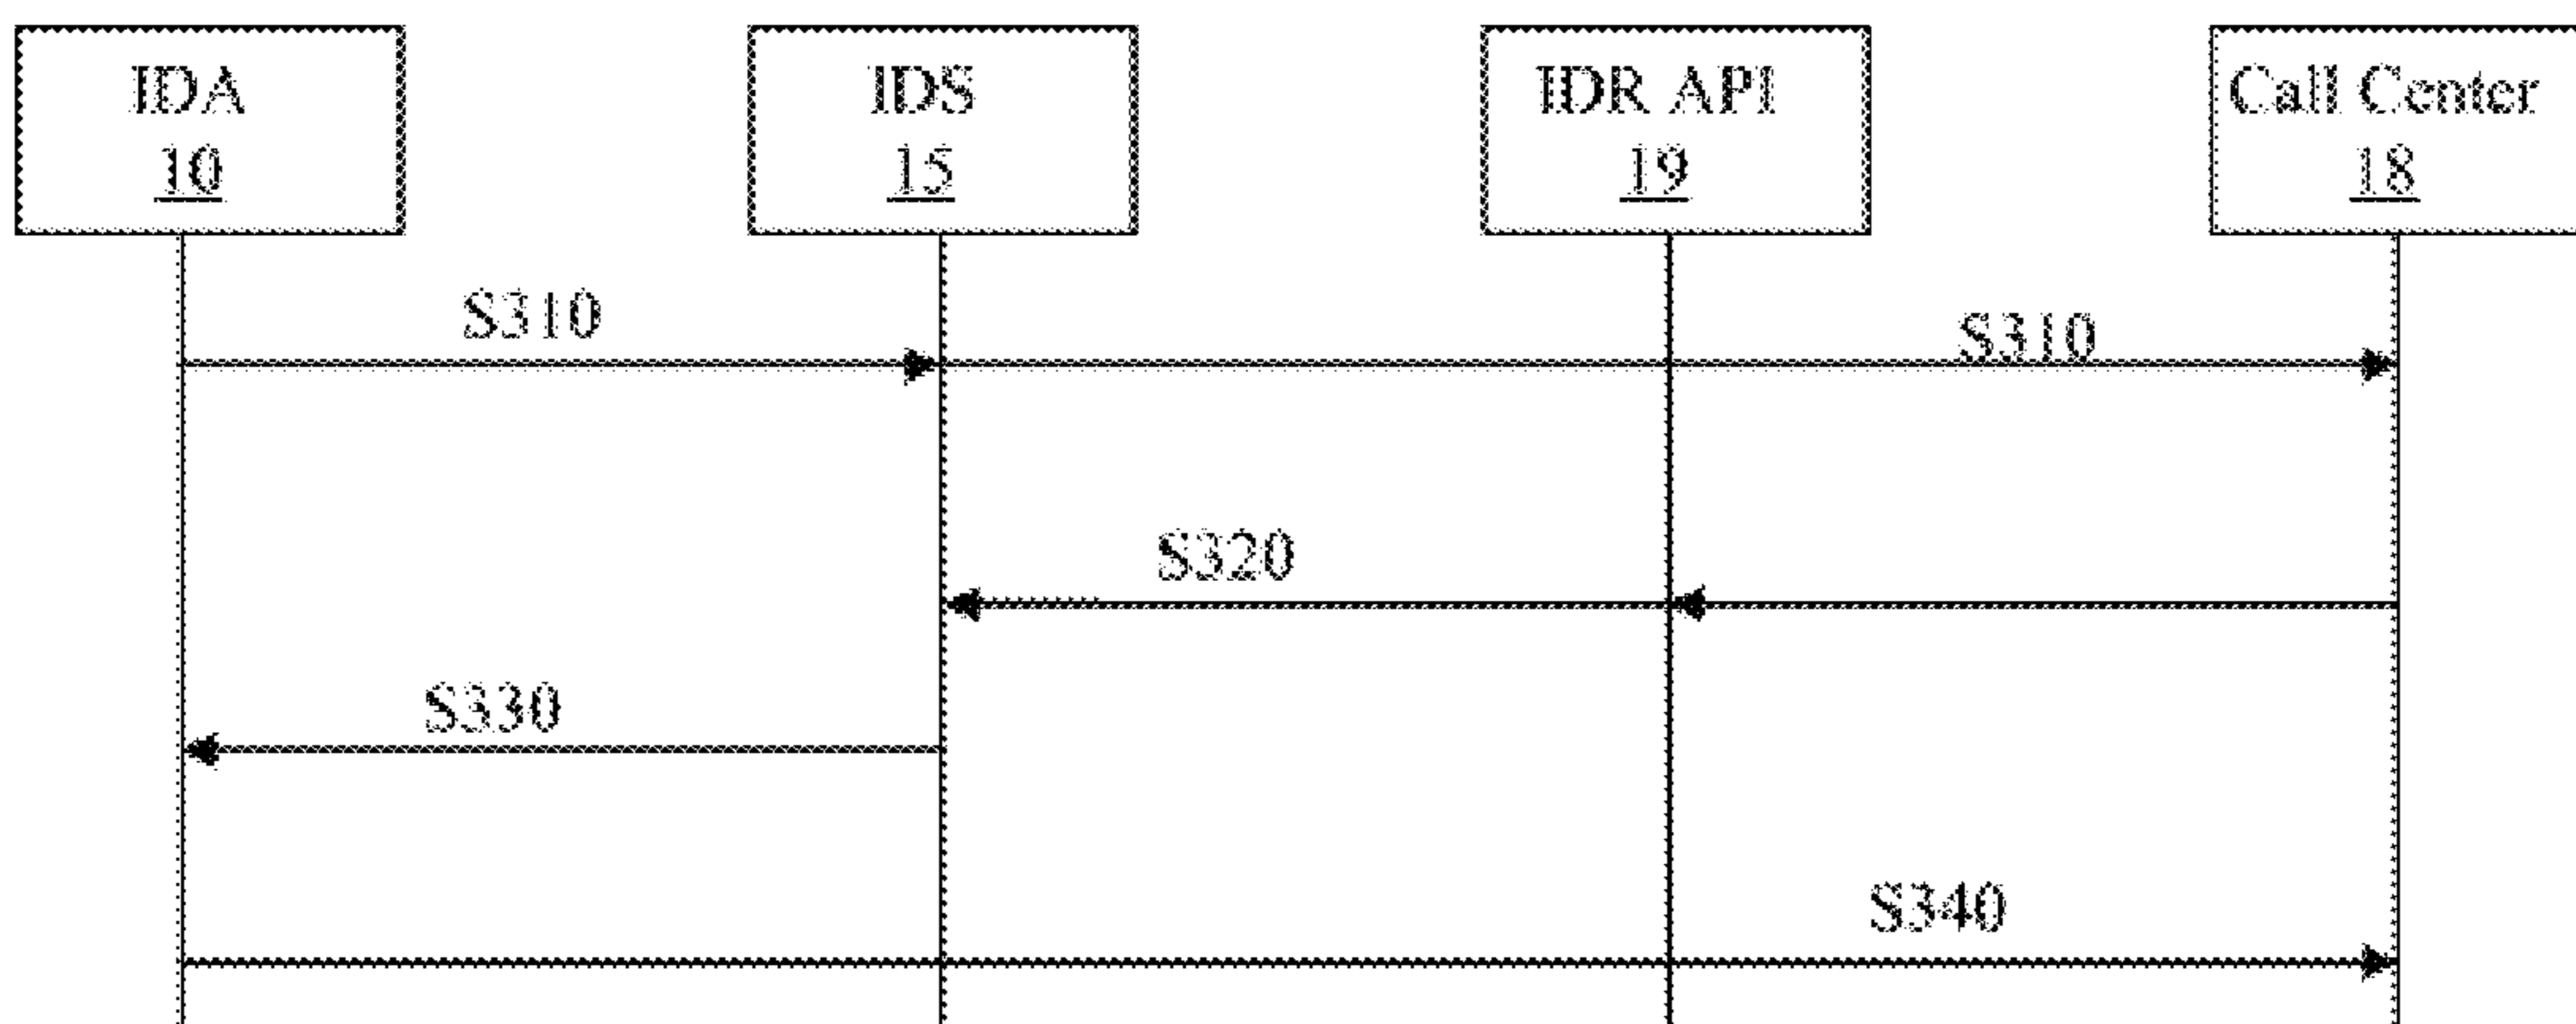 IDA
10
IDS
15
IDR API
19
Call Center
18
S310
S310
S320
S330
S340